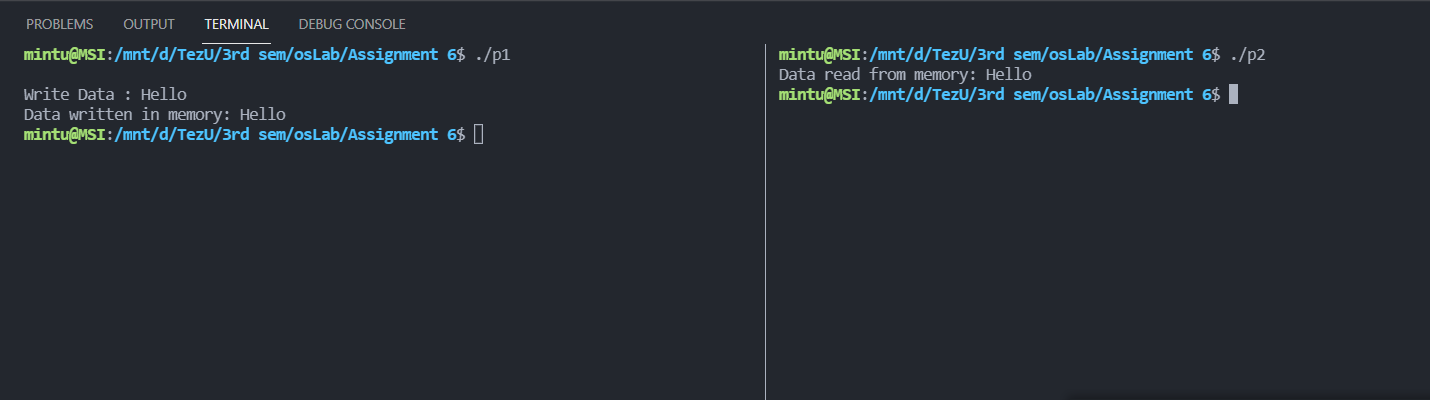 PROBLEMS OUTPUT TERMINAL DEBUG CONSOLE
mintu@MSI:/mnt/d/TezU/3rd sem/osLab/Assignment 6$ ./p1
Write Data : Hello
Data written in memory: Hello
mintu@MSI:/mnt/d/TezU/3rd sem/osLab/Assignment 6$
mintu@MSI:/mnt/d/TezU/3rd sem/osLab/Assignment 6$ ./p2
Data read from memory: Hello
mintu@MSI:/mnt/d/TezU/3rd sem/osLab/Assignment 6$